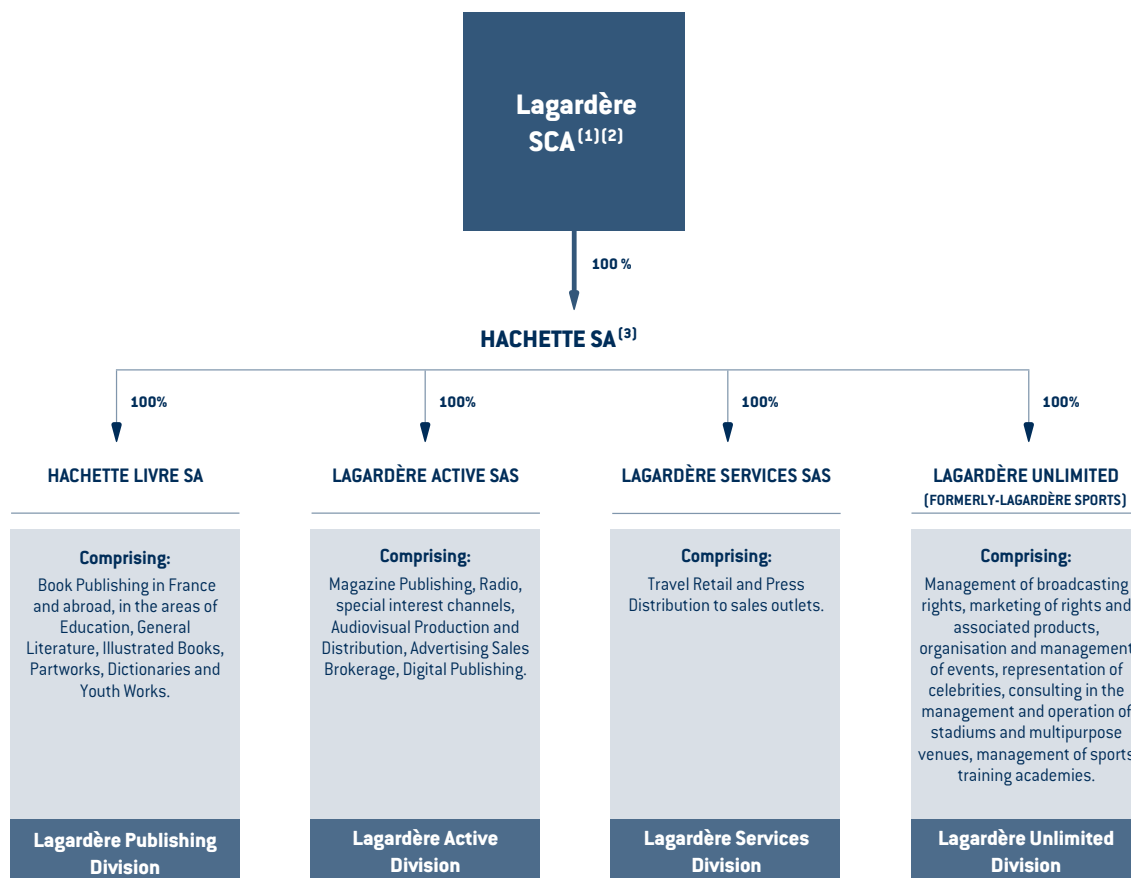 Lagardère
SCA(1)(2)
100 %
HACHETTE SA(3)
100%
100%
100%
100%
HACHETTE LIVRE SA
Comprising:
Book Publishing in France
and abroad, in the areas of
Education, General
Literature, Illustrated Books,
Partworks, Dictionaries and
Youth Works.
Lagardère Publishing
Division
LAGARDÈRE ACTIVE SAS
Comprising:
Magazine Publishing, Radio,
special interest channels,
Audiovisual Production and
Distribution, Advertising Sales
Brokerage, Digital Publishing.
Lagardère Active
Division
LAGARDÈRE SERVICES SAS
Comprising:
Travel Retail and Press
Distribution to sales outlets.
Lagardère Services
Division
LAGARDÈRE UNLIMITED
(FORMERLY-LAGARDÈRE SPORTS)
Comprising:
Management of broadcasting
rights, marketing of rights and
associated products,
organisation and management
of events, representation of
celebrities, consulting in the
management and operation of
stadiums and multipurpose
venues, management of sports
training academies.
Lagardère Unlimited
Division